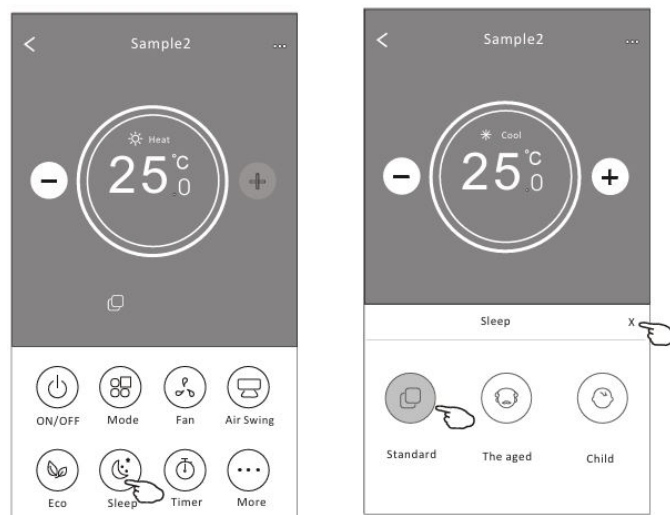 Sample2
...
Heat
25.0°C
ON/OFF
Mode
Fan
Air Swing
Eco
Sleep
Timer
More
Sample2
...
Cool
25.0°C
Sleep
X
Standard
The aged
Child